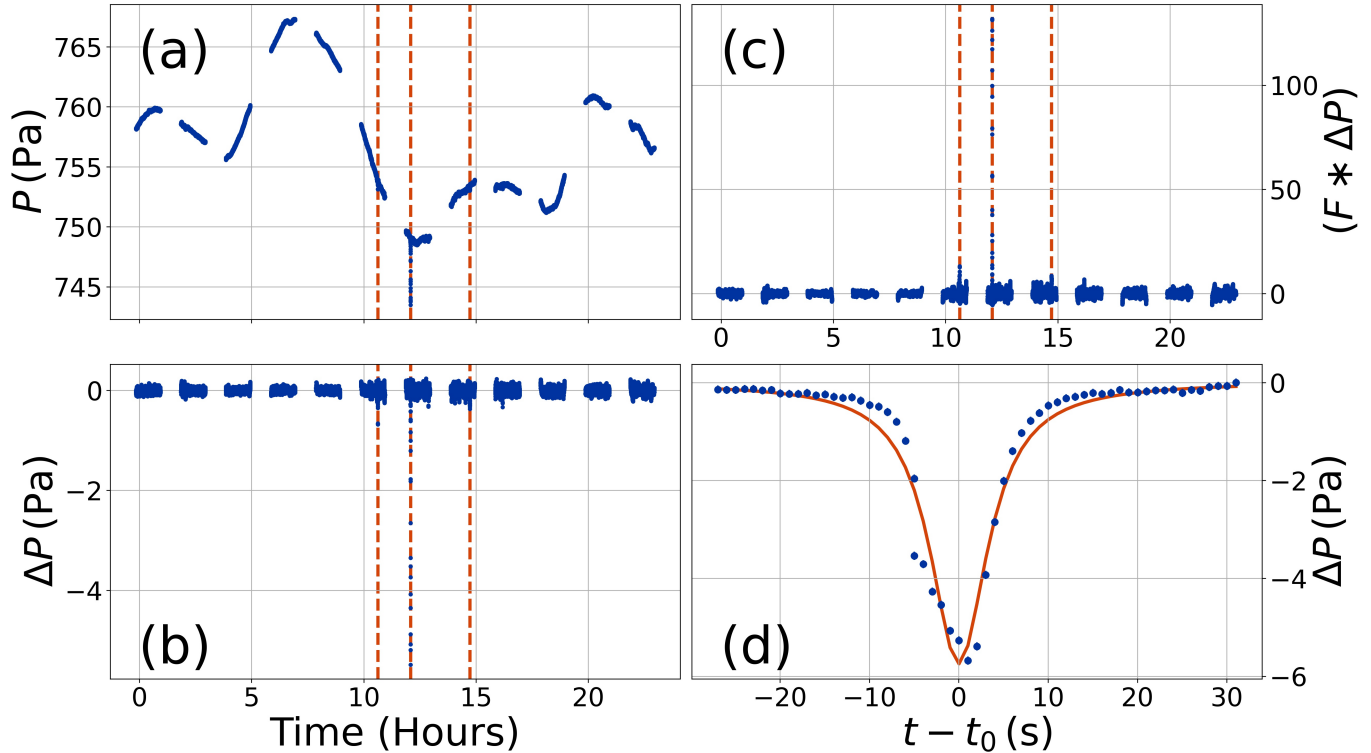 (a)
P (Pa)
765
760
755
750
745
(c)
(F ∗ ΔP)
100
50
0
0 5 10 15 20
(b)
ΔP (Pa)
0
−2
−4
0 5 10 15 20
Time (Hours)
(d)
ΔP (Pa)
0
−2
−4
−6
−20 −10 0 10 20 30
t − t₀ (s)